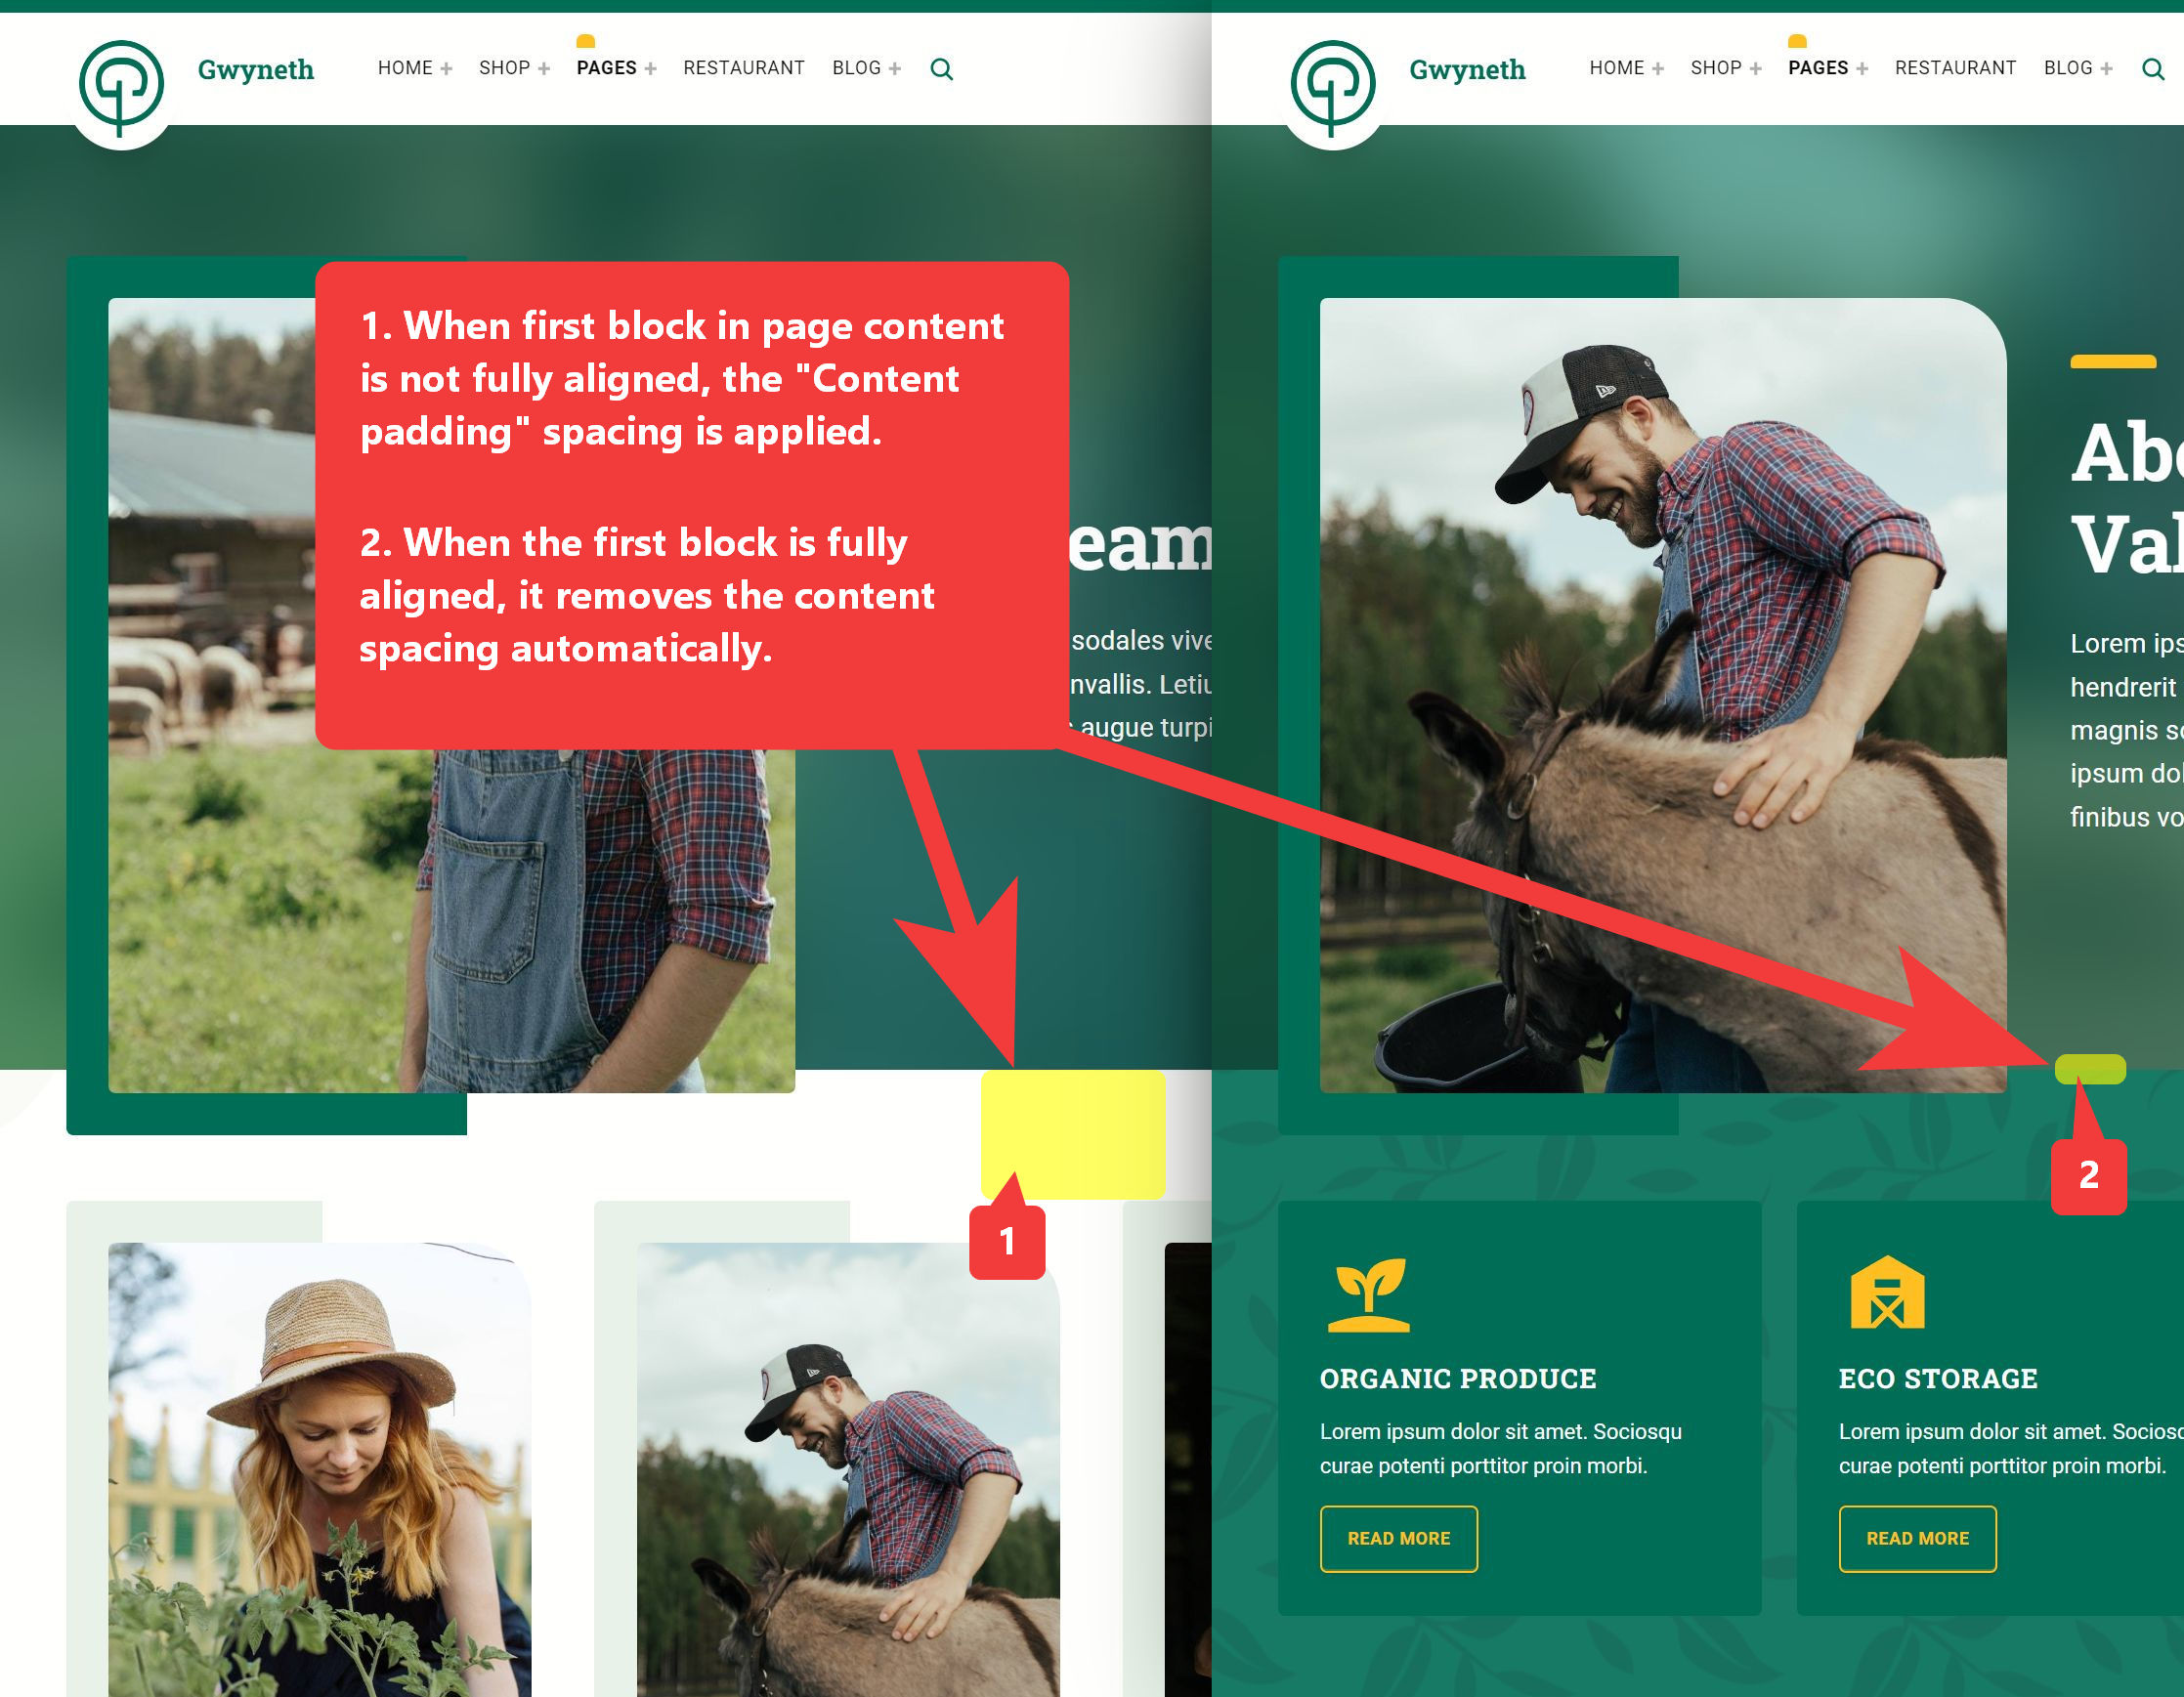 Gwyneth
HOME + SHOP + PAGES + RESTAURANT BLOG +
1. When first block in page content
is not fully aligned, the "Content
padding" spacing is applied.
2. When the first block is fully
aligned, it removes the content
spacing automatically.
eam
sodales vive
nvallis. Letiu
augue turpi
1
Gwyneth
HOME + SHOP + PAGES + RESTAURANT BLOG +
Abo
Val
Lorem ips
hendrerit
magnis so
ipsum dol
finibus vo
2
ORGANIC PRODUCE
Lorem ipsum dolor sit amet. Sociosqu
curae potenti porttitor proin morbi.
READ MORE
ECO STORAGE
Lorem ipsum dolor sit amet. Sociosq
curae potenti porttitor proin morbi.
READ MORE